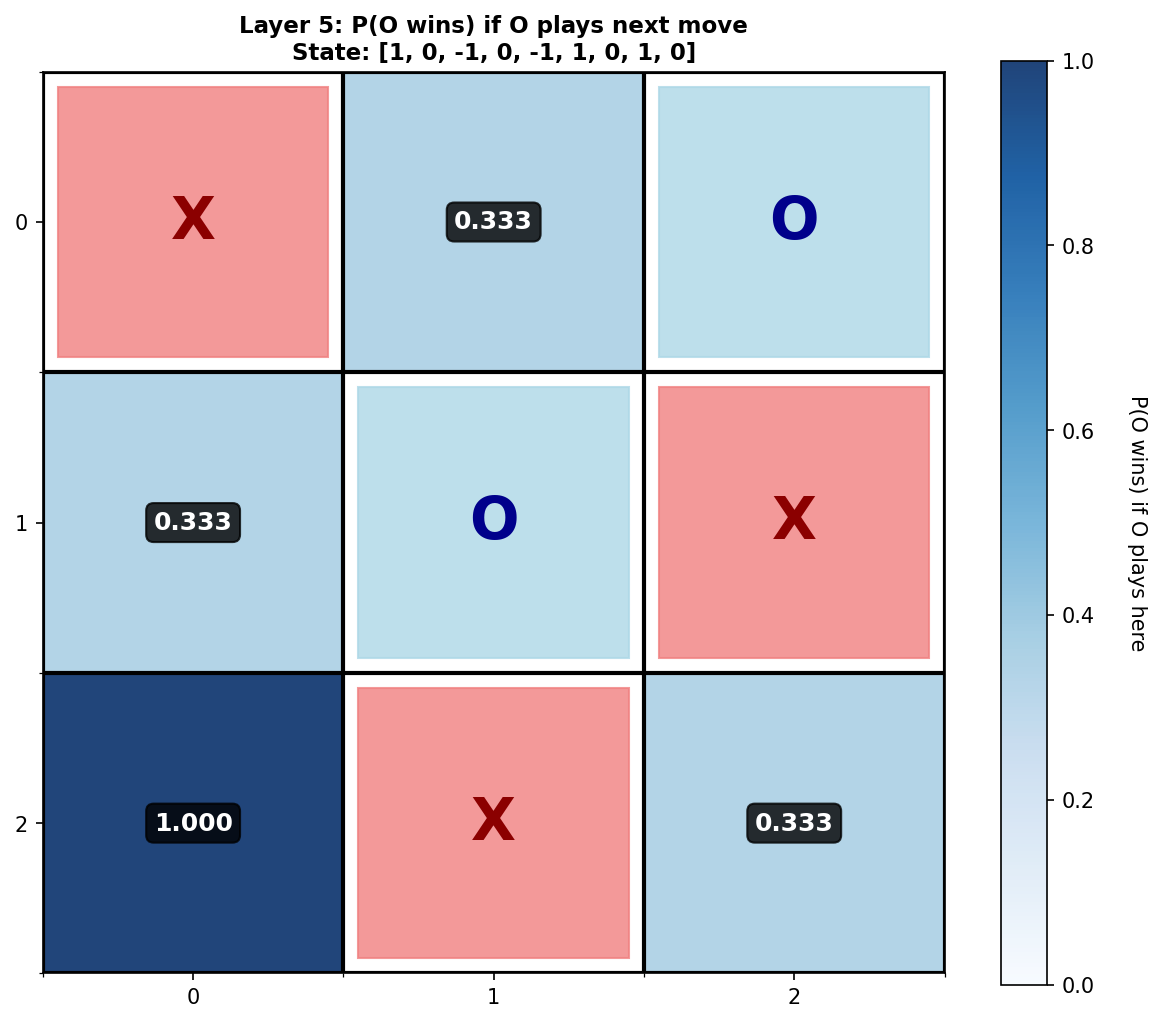 Layer 5: P(O wins) if O plays next move
State: [1, 0, -1, 0, -1, 1, 0, 1, 0]
0
X
0.333
O
1
0.333
O
X
2
1.000
X
0.333
0
1
2
1.0
0.8
0.6
0.4
0.2
0.0
P(O wins) if O plays here